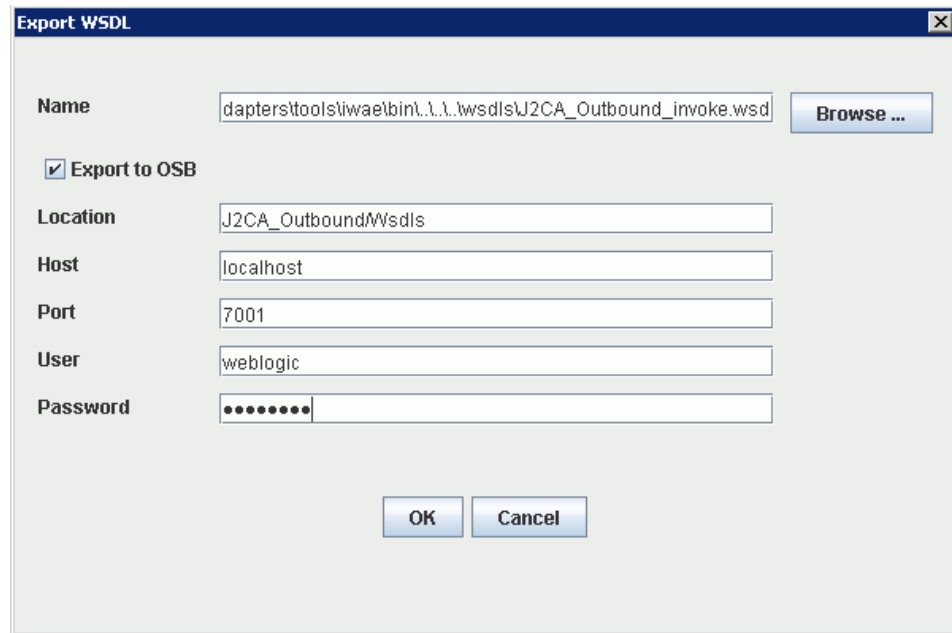 Export WSDL
Name
dapters\tools\iwae\bin\..\..\..\wsdls\J2CA_Outbound_invoke.wsd
Browse ...
Export to OSB
Location
J2CA_Outbound/Wsdls
Host
localhost
Port
7001
User
weblogic
Password
••••••••
OK
Cancel